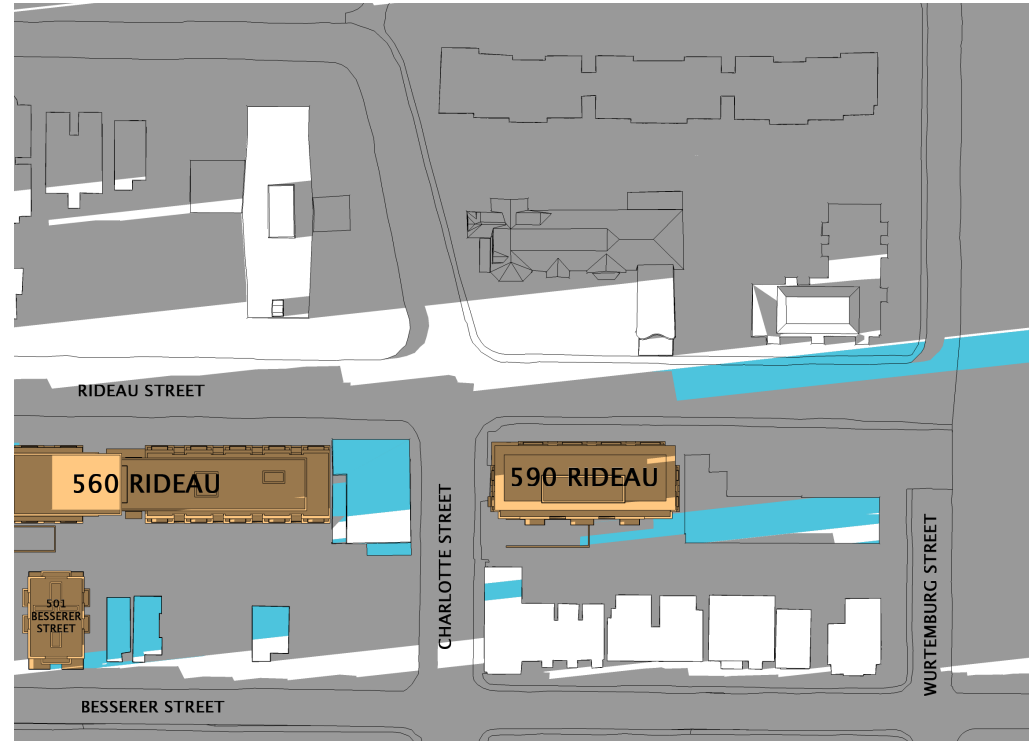 RIDEAU STREET
560 RIDEAU
590 RIDEAU
CHARLOTTE STREET
WURTEMBURG STREET
501
BESSERER
STREET
BESSERER STREET